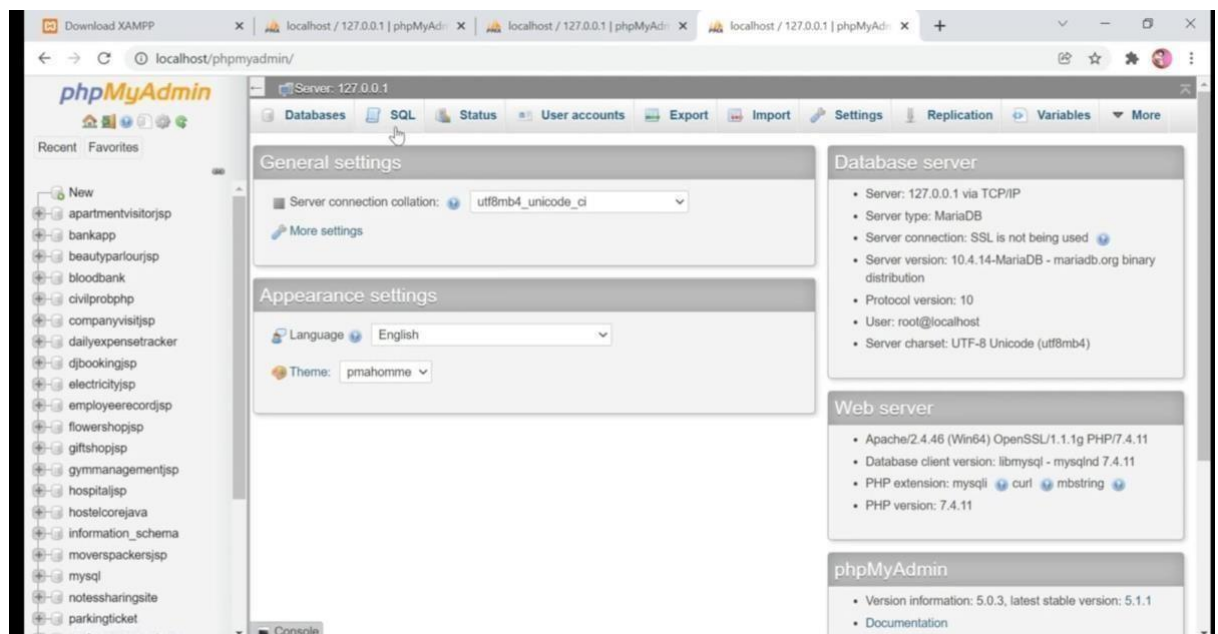 Download XAMPP
localhost / 127.0.0.1 | phpMyAdm
localhost / 127.0.0.1 | phpMyAdm
localhost / 127.0.0.1 | phpMyAdm
localhost/phpmyadmin/
phpMyAdmin
Recent Favorites
New
apartmentvisitorjsp
bankapp
beautyparlourjsp
bloodbank
civilprobphp
companyvisitjsp
dailyexpensetracker
djbookingjsp
electricityjsp
employeerecordjsp
flowershopjsp
giftshopjsp
gymmanagementjsp
hospitaljsp
hostelcorejava
information_schema
moverspackersjsp
mysql
notessharingsite
parkingticket
Server: 127.0.0.1
Databases SQL Status User accounts Export Import Settings Replication Variables More
General settings
Server connection collation: utf8mb4_unicode_ci
More settings
Appearance settings
Language English
Theme: pmahomme
Console
Database server
Server: 127.0.0.1 via TCP/IP
Server type: MariaDB
Server connection: SSL is not being used
Server version: 10.4.14-MariaDB - mariadb.org binary
distribution
Protocol version: 10
User: root@localhost
Server charset: UTF-8 Unicode (utf8mb4)
Web server
Apache/2.4.46 (Win64) OpenSSL/1.1.1g PHP/7.4.11
Database client version: libmysql - mysqlnd 7.4.11
PHP extension: mysqli curl mbstring
PHP version: 7.4.11
phpMyAdmin
Version information: 5.0.3, latest stable version: 5.1.1
Documentation